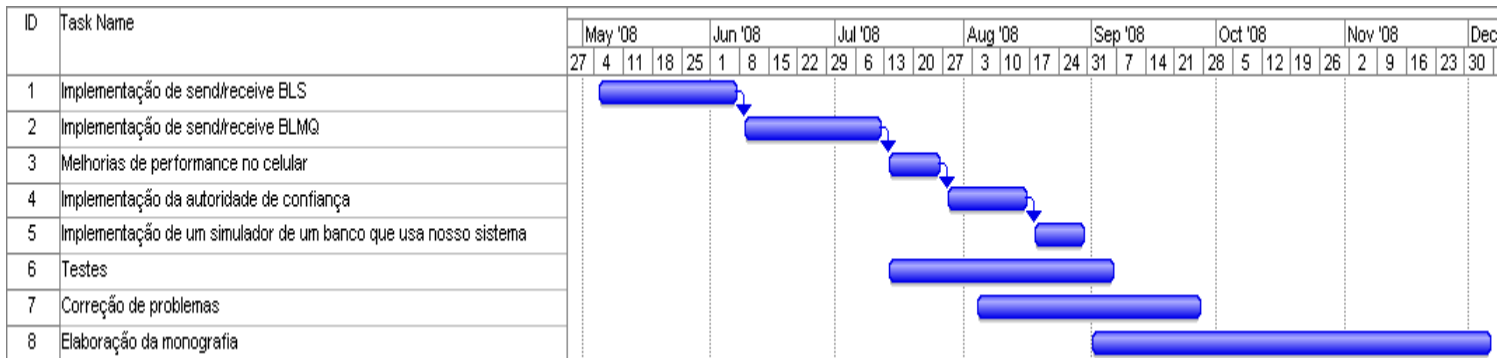 ID Task Name
May '08 Jun '08 Jul '08 Aug '08 Sep '08 Oct '08 Nov '08 Dec
27 4 11 18 25 1 8 15 22 29 6 13 20 27 3 10 17 24 31 7 14 21 28 5 12 19 26 2 9 16 23 30
1 Implementação de send/receive BLS
2 Implementação de send/receive BLMQ
3 Melhorias de performance no celular
4 Implementação da autoridade de confiança
5 Implementação de um simulador de um banco que usa nosso sistema
6 Testes
7 Correção de problemas
8 Elaboração da monografia